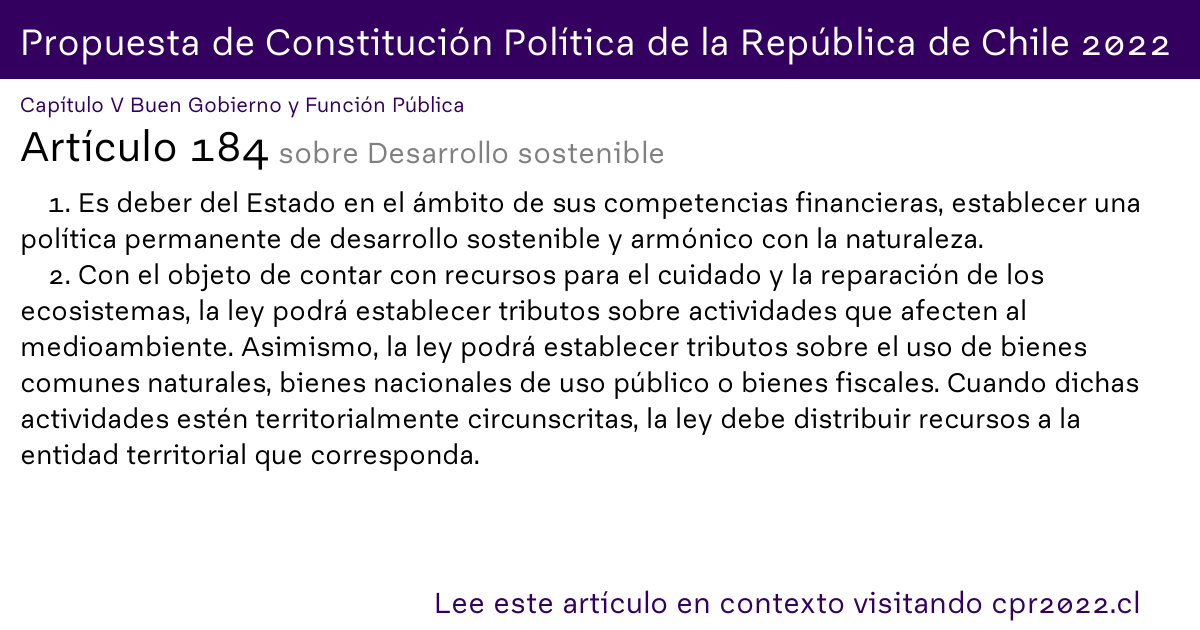 Propuesta de Constitución Política de la República de Chile 2022
Capítulo V Buen Gobierno y Función Pública
Artículo 184 sobre Desarrollo sostenible
1. Es deber del Estado en el ámbito de sus competencias financieras, establecer una
política permanente de desarrollo sostenible y armónico con la naturaleza.
2. Con el objeto de contar con recursos para el cuidado y la reparación de los
ecosistemas, la ley podrá establecer tributos sobre actividades que afecten al
medioambiente. Asimismo, la ley podrá establecer tributos sobre el uso de bienes
comunes naturales, bienes nacionales de uso público o bienes fiscales. Cuando dichas
actividades estén territorialmente circunscritas, la ley debe distribuir recursos a la
entidad territorial que corresponda.
Lee este artículo en contexto visitando cpr2022.cl